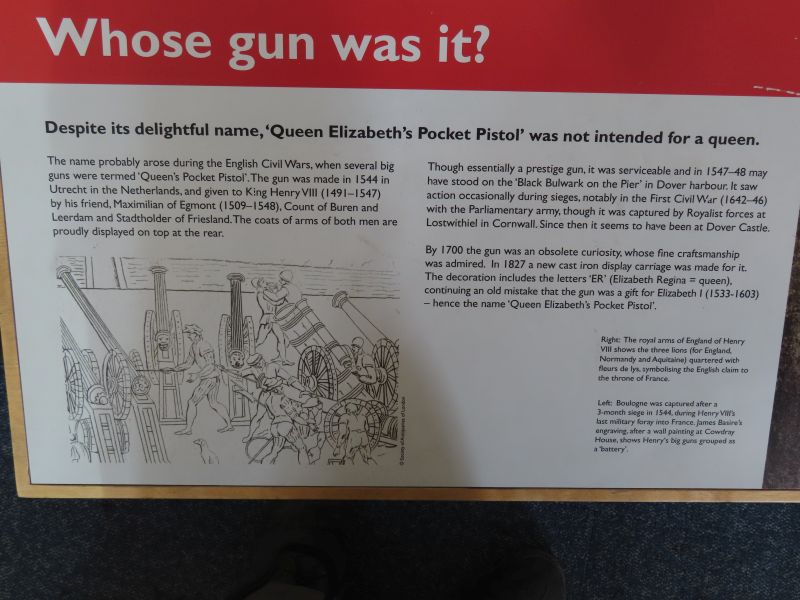 Whose gun was it?
Despite its delightful name, 'Queen Elizabeth's Pocket Pistol' was not intended for a queen.
The name probably arose during the English Civil Wars, when several big
guns were termed 'Queen's Pocket Pistol'. The gun was made in 1544 in
Utrecht in the Netherlands, and given to King Henry VIII (1491–1547)
by his friend, Maximilian of Egmont (1509–1548), Count of Buren and
Leerdam and Stadtholder of Friesland. The coats of arms of both men are
proudly displayed on top at the rear.
Though essentially a prestige gun, it was serviceable and in 1547–48 may
have stood on the 'Black Bulwark on the Pier' in Dover harbour. It saw
action occasionally during sieges, notably in the First Civil War (1642–46)
with the Parliamentary army, though it was captured by Royalist forces at
Lostwithiel in Cornwall. Since then it seems to have been at Dover Castle.
By 1700 the gun was an obsolete curiosity, whose fine craftsmanship
was admired. In 1827 a new cast iron display carriage was made for it.
The decoration includes the letters 'ER' (Elizabeth Regina = queen),
continuing an old mistake that the gun was a gift for Elizabeth I (1533-1603)
– hence the name 'Queen Elizabeth's Pocket Pistol'.
Right: The royal arms of England of Henry
VIII shows the three lions (for England,
Normandy and Aquitaine) quartered with
fleurs de lys, symbolising the English claim to
the throne of France.
Left: Boulogne was captured after a
3-month siege in 1544, during Henry VIII's
last military foray into France. James Basire's
engraving, after a wall painting at Cowdray
House, shows Henry's big guns grouped as
a 'battery'.
© Society of Antiquaries of London